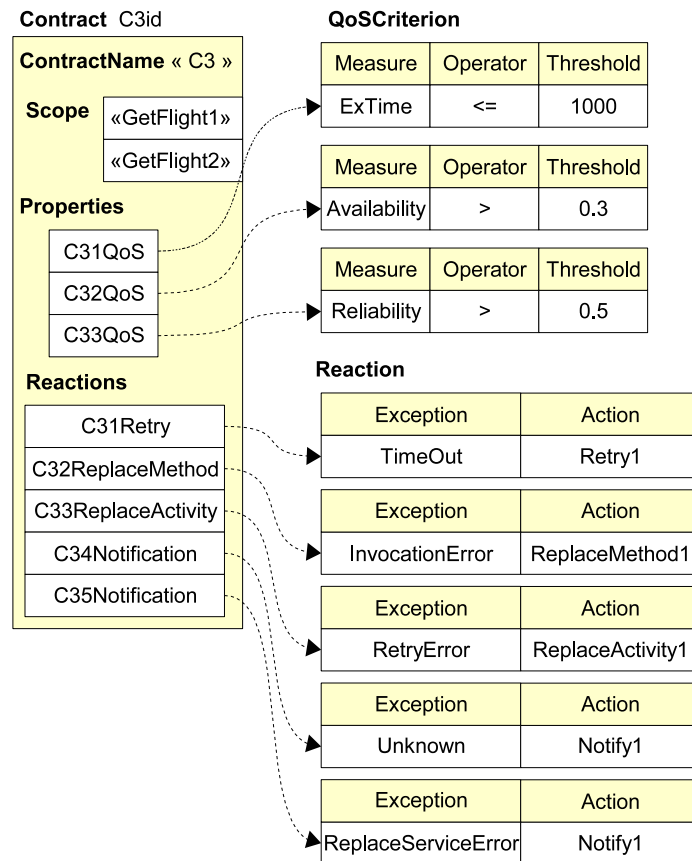 Contract C3id
ContractName « C3 »
Scope
«GetFlight1»
«GetFlight2»
Properties
C31QoS
C32QoS
C33QoS
Reactions
C31Retry
C32ReplaceMethod
C33ReplaceActivity
C34Notification
C35Notification
QoSCriterion
Measure Operator Threshold
ExTime <= 1000
Measure Operator Threshold
Availability > 0.3
Measure Operator Threshold
Reliability > 0.5
Reaction
Exception Action
TimeOut Retry1
Exception Action
InvocationError ReplaceMethod1
Exception Action
RetryError ReplaceActivity1
Exception Action
Unknown Notify1
Exception Action
ReplaceServiceError Notify1